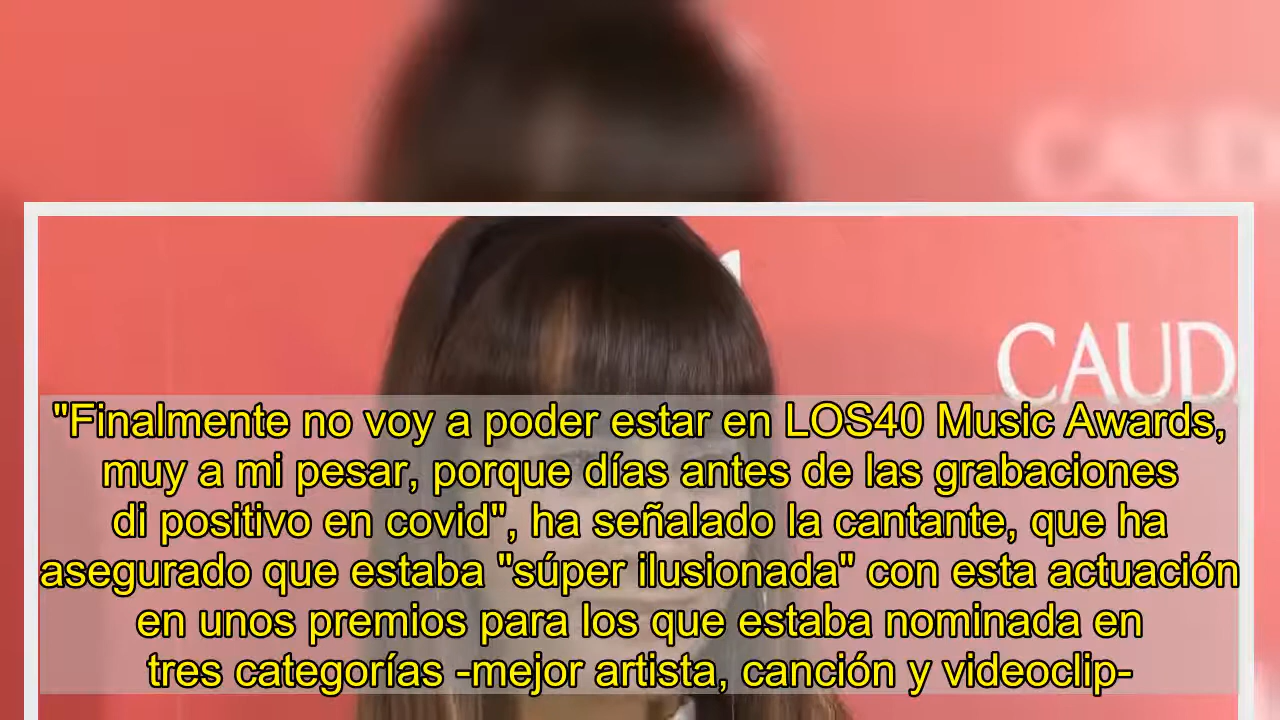 CAUD
"Finalmente no voy a poder estar en LOS40 Music Awards,
muy a mi pesar, porque días antes de las grabaciones
di positivo en covid", ha señalado la cantante, que ha
asegurado que estaba "súper ilusionada" con esta actuación
en unos premios para los que estaba nominada en
tres categorías -mejor artista, canción y videoclip-